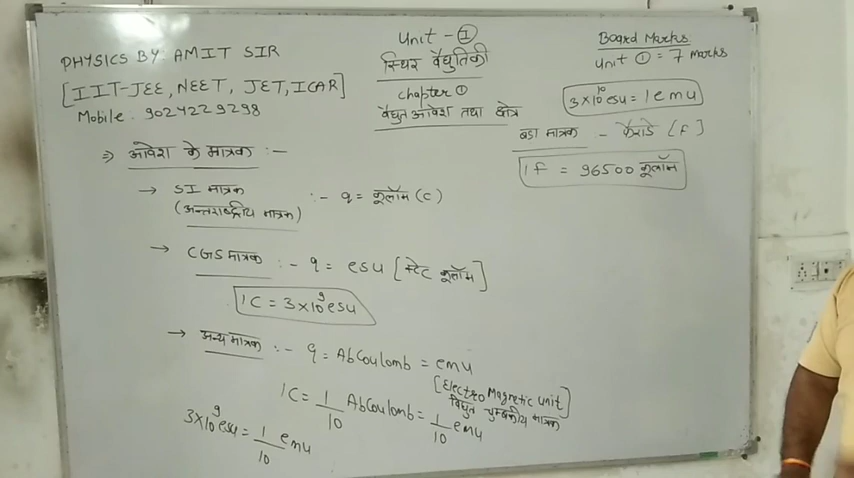 PHYSICS BY: AMIT SIR
[IIT-JEE, NEET, JET, ICAR]
Mobile: 9024229298
Unit - ①
स्थिर वैद्युतिकी
chapter ①
वैद्युत आवेश तथा क्षेत्र
Board Marks:
Unit ① = 7 Marks
3×10¹⁰ esu = 1 emu
बडा मात्रक - फैराडे [F]
1F = 96500 कूलॉम
⇒ आवेश के मात्रक :-
→ SI मात्रक :- q = कूलॉम (C)
(अन्तराष्ट्रीय मात्रक)
→ CGS मात्रक :- q = esu [स्टेट कूलॉम]
1C = 3×10⁹ esu
→ अन्य मात्रक :- q = AbCoulomb = emu
[Electro Magnetic Unit
विद्युत चुम्बकीय मात्रक]
1C = 1/10 AbCoulomb = 1/10 emu
3×10⁹ esu = 1/10 emu